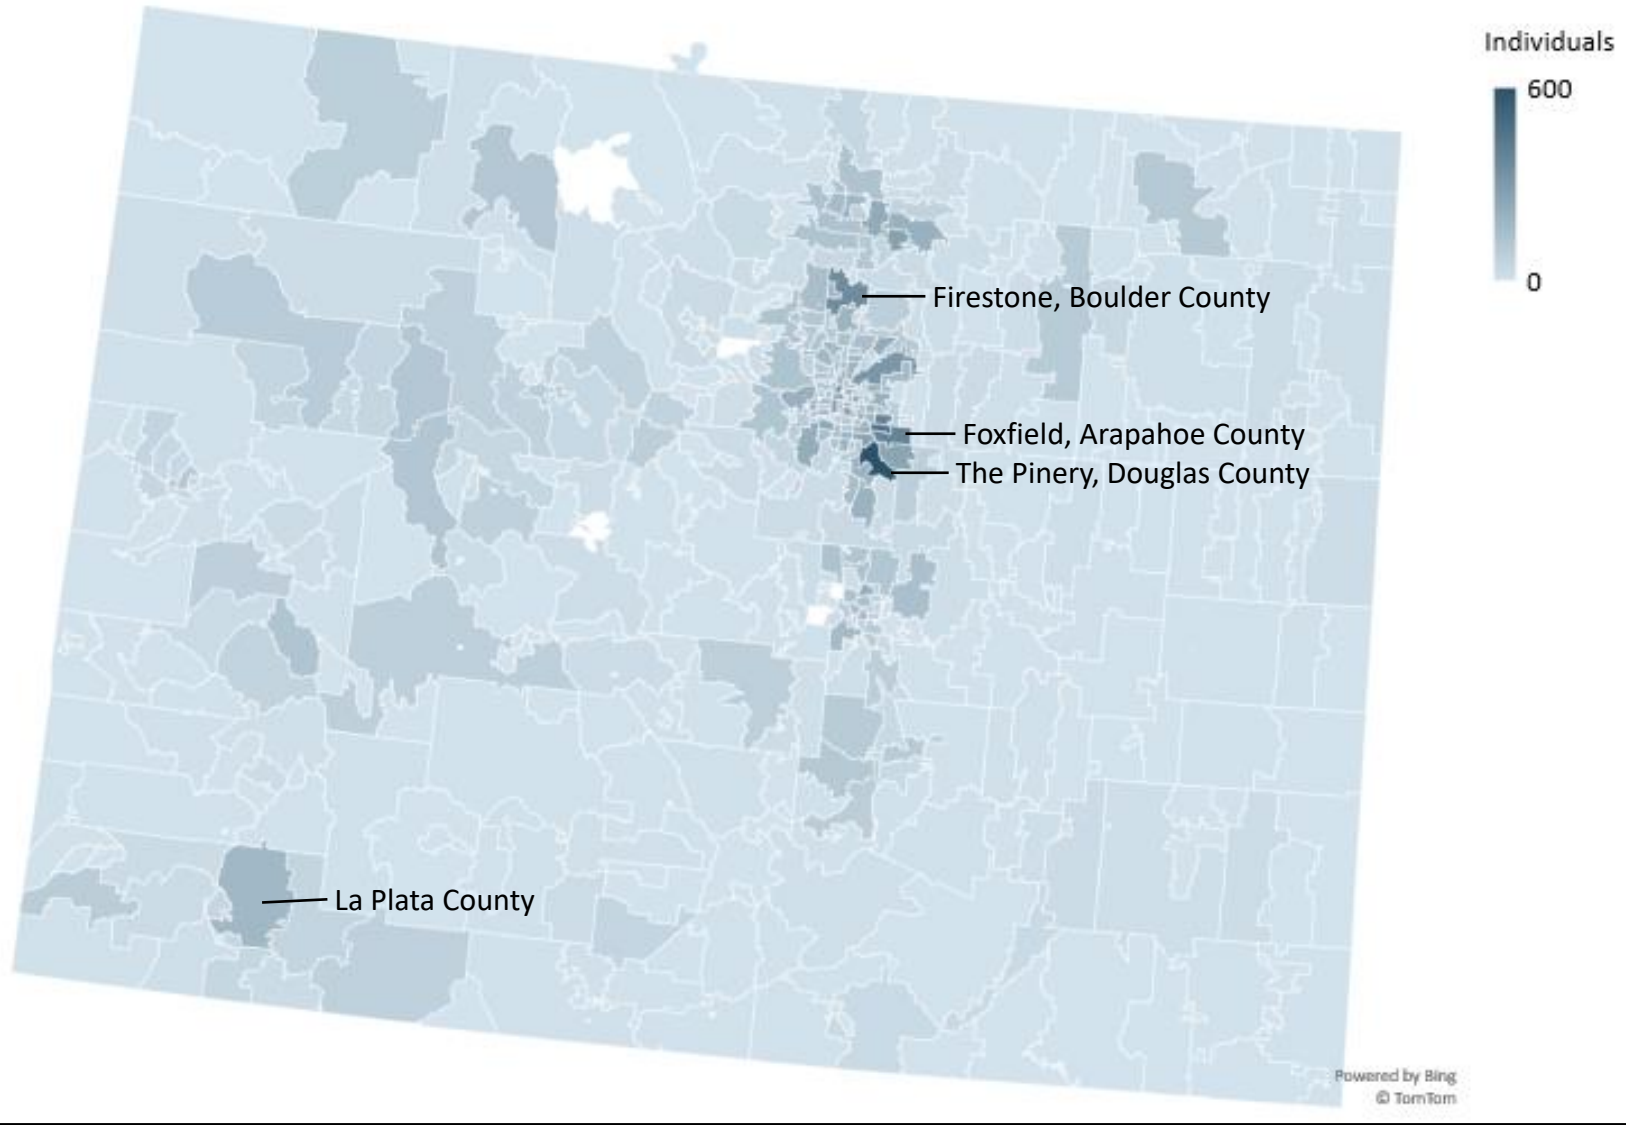 Individuals
600
0
Firestone, Boulder County
Foxfield, Arapahoe County
The Pinery, Douglas County
La Plata County
Powered by Bing
© TomTom